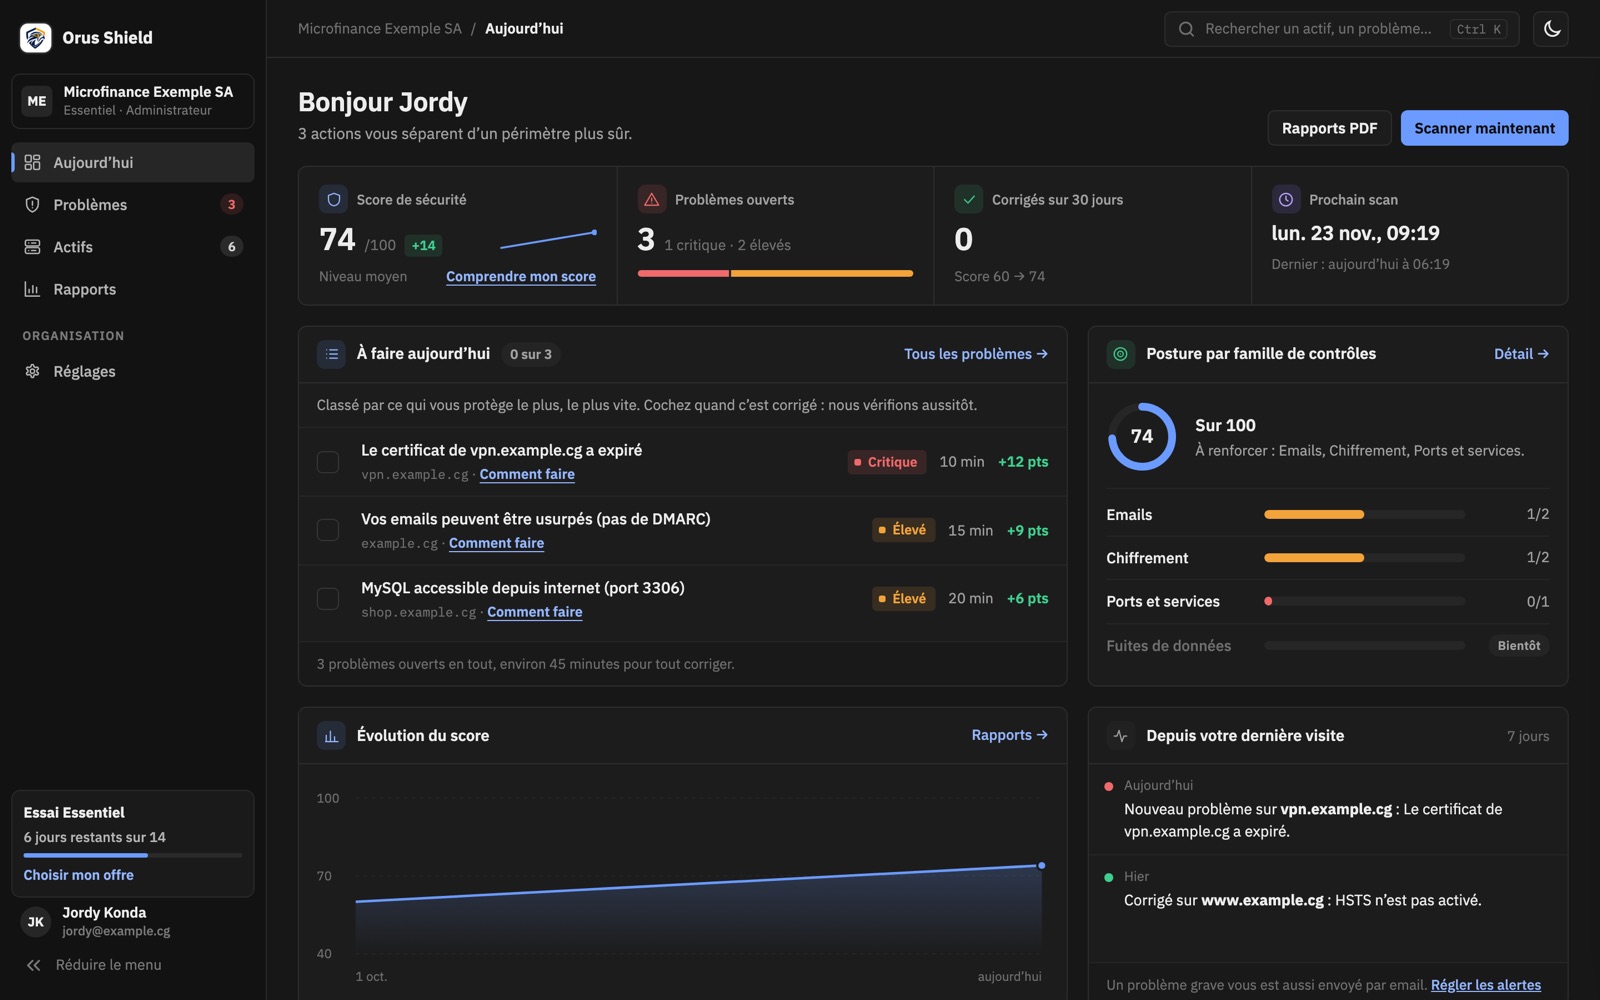 Orus Shield
ME
Microfinance Exemple SA
Essentiel · Administrateur
Aujourd’hui
Problèmes 3
Actifs 6
Rapports
ORGANISATION
Réglages
Essai Essentiel
6 jours restants sur 14
Choisir mon offre
JK
Jordy Konda
jordy@example.cg
Réduire le menu
Microfinance Exemple SA / Aujourd’hui
Rechercher un actif, un problème... Ctrl K
Bonjour Jordy
3 actions vous séparent d’un périmètre plus sûr.
Rapports PDF
Scanner maintenant
Score de sécurité
74 /100 +14
Niveau moyen
Comprendre mon score
Problèmes ouverts
3 1 critique · 2 élevés
Corrigés sur 30 jours
0
Score 60 → 74
Prochain scan
lun. 23 nov., 09:19
Dernier : aujourd’hui à 06:19
À faire aujourd’hui 0 sur 3
Tous les problèmes →
Classé par ce qui vous protège le plus, le plus vite. Cochez quand c’est corrigé : nous vérifions aussitôt.
Le certificat de vpn.example.cg a expiré
vpn.example.cg · Comment faire
Critique 10 min +12 pts
Vos emails peuvent être usurpés (pas de DMARC)
example.cg · Comment faire
Élevé 15 min +9 pts
MySQL accessible depuis internet (port 3306)
shop.example.cg · Comment faire
Élevé 20 min +6 pts
3 problèmes ouverts en tout, environ 45 minutes pour tout corriger.
Posture par famille de contrôles
Détail →
74
Sur 100
À renforcer : Emails, Chiffrement, Ports et services.
Emails 1/2
Chiffrement 1/2
Ports et services 0/1
Fuites de données Bientôt
Évolution du score
Rapports →
100
70
40
1 oct.
aujourd’hui
Depuis votre dernière visite
7 jours
Aujourd’hui
Nouveau problème sur vpn.example.cg : Le certificat de
vpn.example.cg a expiré.
Hier
Corrigé sur www.example.cg : HSTS n’est pas activé.
Un problème grave vous est aussi envoyé par email. Régler les alertes